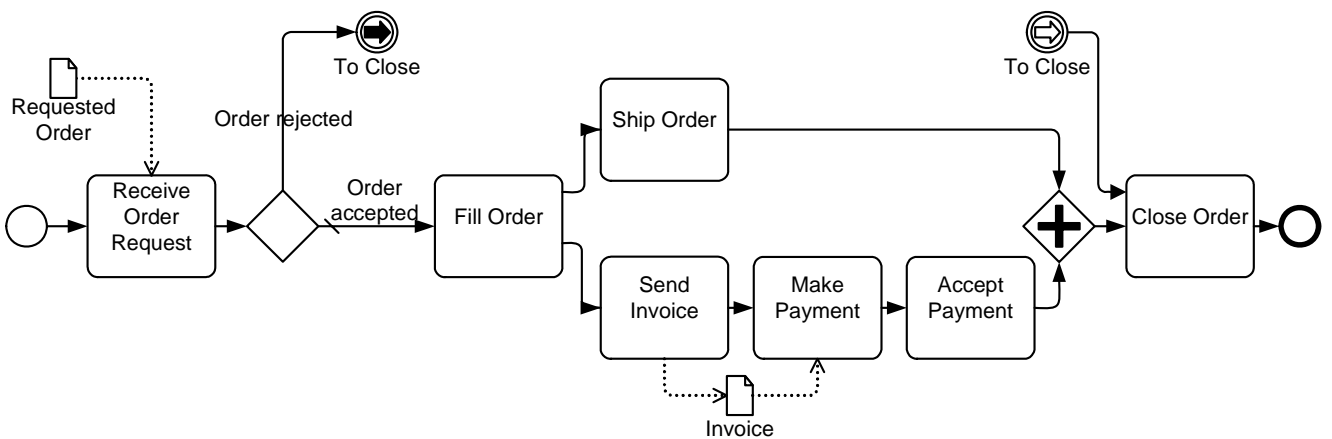 To Close
To Close
Requested
Order
Order rejected
Ship Order
Receive
Order
Request
Order
accepted
Fill Order
Close Order
Send
Invoice
Make
Payment
Accept
Payment
Invoice